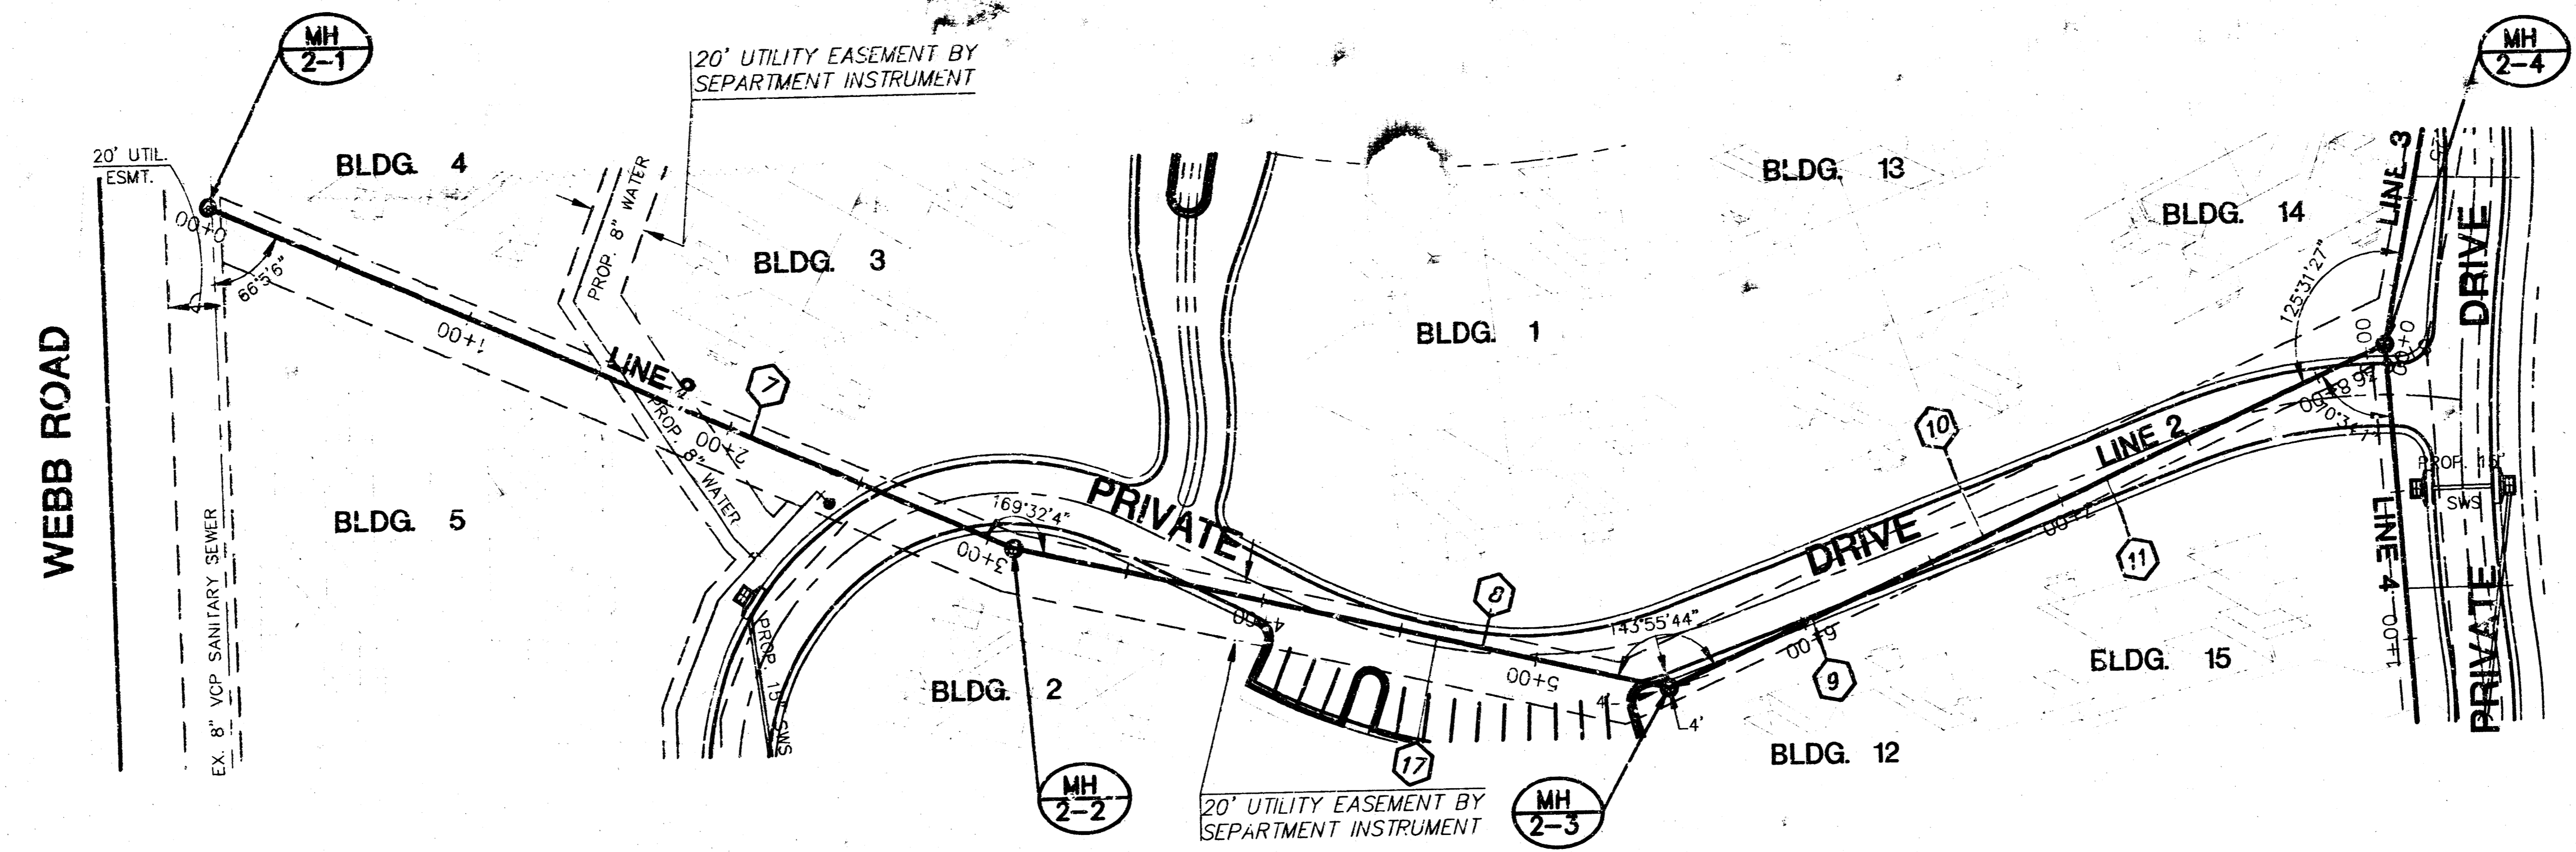 MH
2-1
20' UTILITY EASEMENT BY
SEPARTMENT INSTRUMENT
MH
2-4
20' UTIL.
ESMT.
BLDG. 4
PROP. 8" WATER
BLDG. 13
BLDG. 14
LINE 3
DRIVE
0+00
66°5'6"
BLDG. 3
BLDG. 1
125°31'27"
0+00
WEBB ROAD
1+00
LINE 2
7
PROP. 8" WATER
2+00
8+00
10
LINE 2
PROP. 15"
SWS
LINE 4
BLDG. 5
EX. 8" VCP SANITARY SEWER
PRIVATE
169°32'4"
3+00
DRIVE
7+00
11
8
4+00
143°55'44"
6+00
1+00
PRIVATE
PROP. 15" SWS
BLDG. 2
5+00
9
BLDG. 15
4'
4'
17
BLDG. 12
MH
2-2
20' UTILITY EASEMENT BY
SEPARTMENT INSTRUMENT
MH
2-3